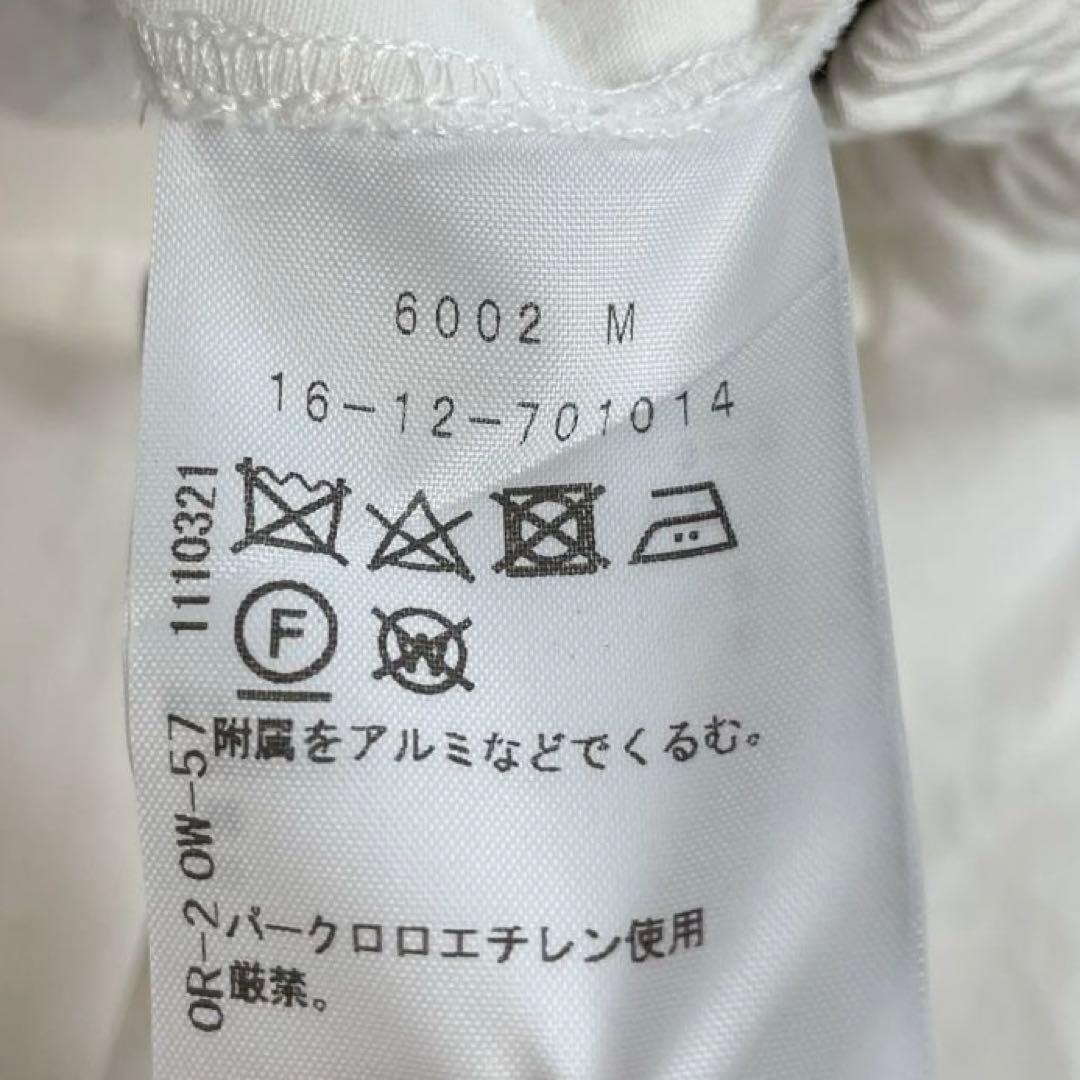 6002 M
16-12-701014
110321
F
W
附属をアルミなどでくるむ。
OR-2 OW-57
パークロロエチレン使用
厳禁。